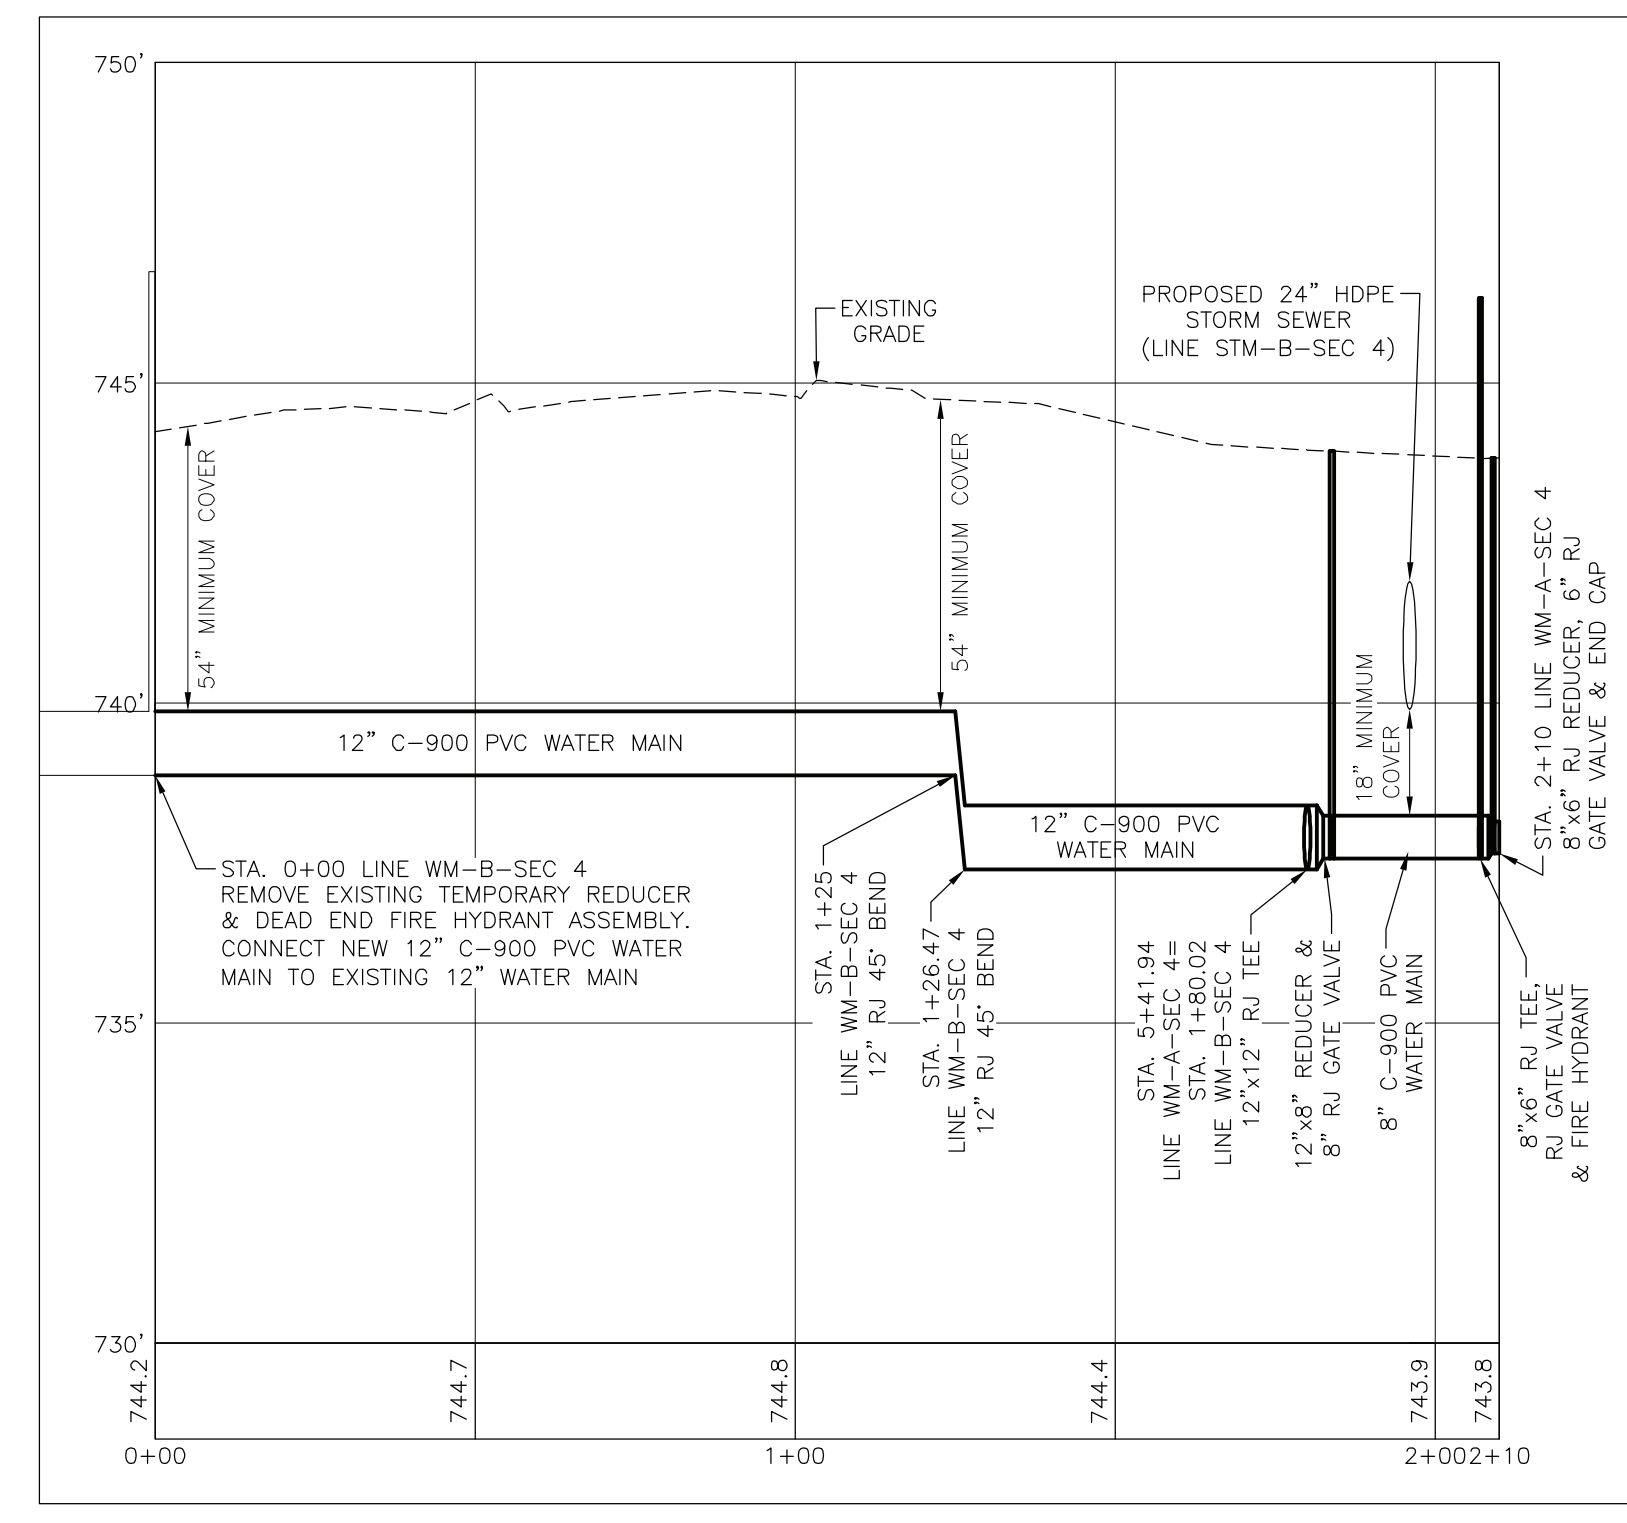 750'
745'
740'
735'
730'
EXISTING
GRADE
PROPOSED 24" HDPE
STORM SEWER
(LINE STM-B-SEC 4)
54" MINIMUM COVER
54" MINIMUM COVER
18" MINIMUM
COVER
12" C-900 PVC WATER MAIN
12" C-900 PVC
WATER MAIN
STA. 0+00 LINE WM-B-SEC 4
REMOVE EXISTING TEMPORARY REDUCER
& DEAD END FIRE HYDRANT ASSEMBLY.
CONNECT NEW 12" C-900 PVC WATER
MAIN TO EXISTING 12" WATER MAIN
STA. 1+25
LINE WM-B-SEC 4
12" RJ 45° BEND
STA. 1+26.47
LINE WM-B-SEC 4
12" RJ 45° BEND
STA. 5+41.94
LINE WM-A-SEC 4=
STA. 1+80.02
LINE WM-B-SEC 4
12"x12" RJ TEE
12"x8" REDUCER &
8" RJ GATE VALVE
8" C-900 PVC
WATER MAIN
8"x6" RJ TEE,
RJ GATE VALVE
& FIRE HYDRANT
STA. 2+10 LINE WM-A-SEC 4
8"x6" RJ REDUCER, 6" RJ
GATE VALVE & END CAP
744.2
744.7
744.8
744.4
743.9
743.8
0+00
1+00
2+00
2+10